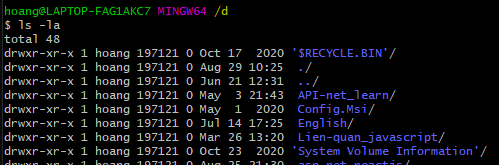 hoang@LAPTOP-FAG1AKC7 MINGW64 /d
$ ls -la
total 48
drwxr-xr-x 1 hoang 197121 0 Oct 17  2020 '$RECYCLE.BIN'/
drwxr-xr-x 1 hoang 197121 0 Aug 29 10:25  ./
drwxr-xr-x 1 hoang 197121 0 Jun 21 12:31  ../
drwxr-xr-x 1 hoang 197121 0 May  3 21:43  API-net_learn/
drwxr-xr-x 1 hoang 197121 0 May  1  2020  Config.Msi/
drwxr-xr-x 1 hoang 197121 0 Jul 14 17:25  English/
drwxr-xr-x 1 hoang 197121 0 Mar 26 13:20  Lien-quan_javascript/
drwxr-xr-x 1 hoang 197121 0 Oct 23  2020 'System Volume Information'/
drwxr-xr-x 1 hoang 197121 0 Aug 25 21:30